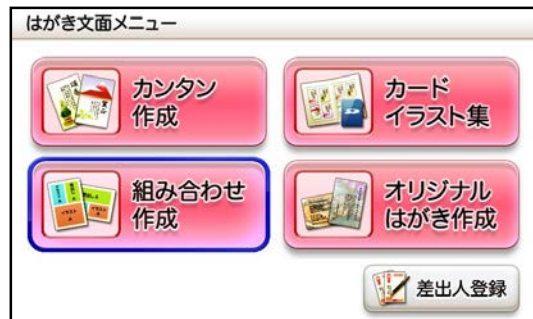 はがき文面メニュー
カンタン
作成
カード
イラスト集
組み合わせ
作成
オリジナル
はがき作成
差出人登録